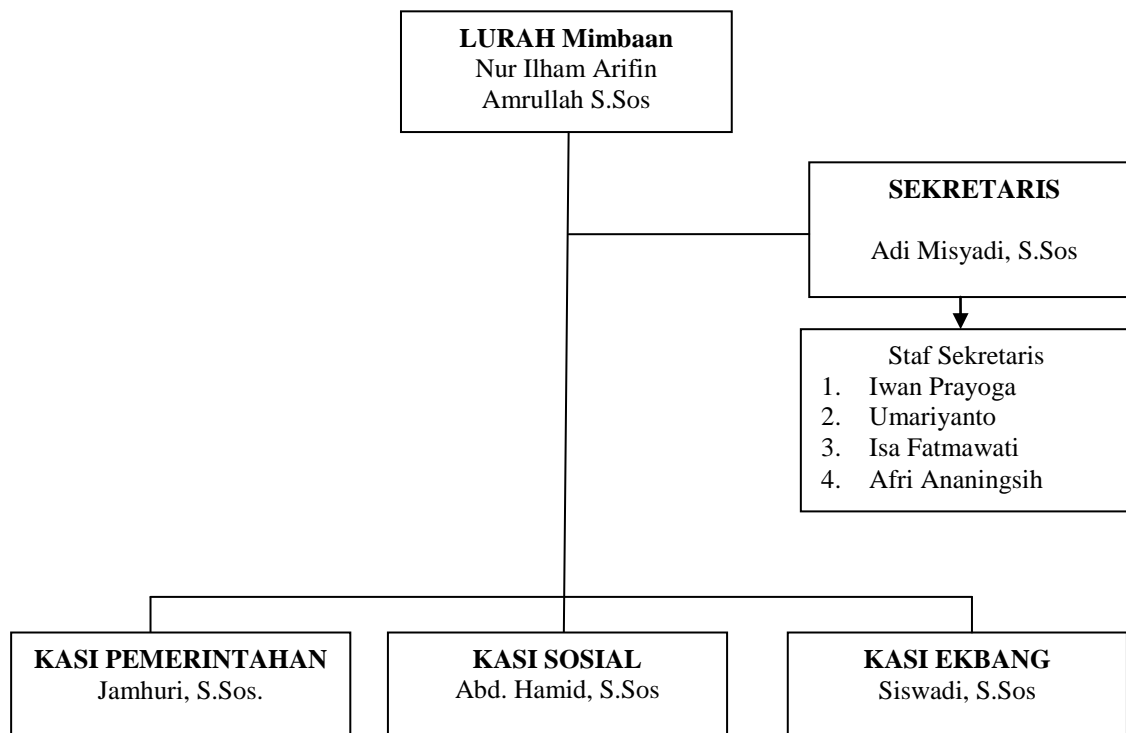 LURAH Mimbaan
Nur Ilham Arifin
Amrullah S.Sos
SEKRETARIS
Adi Misyadi, S.Sos
Staf Sekretaris
1. Iwan Prayoga
2. Umariyanto
3. Isa Fatmawati
4. Afri Ananingsih
KASI PEMERINTAHAN
Jamhuri, S.Sos.
KASI SOSIAL
Abd. Hamid, S.Sos
KASI EKBANG
Siswadi, S.Sos